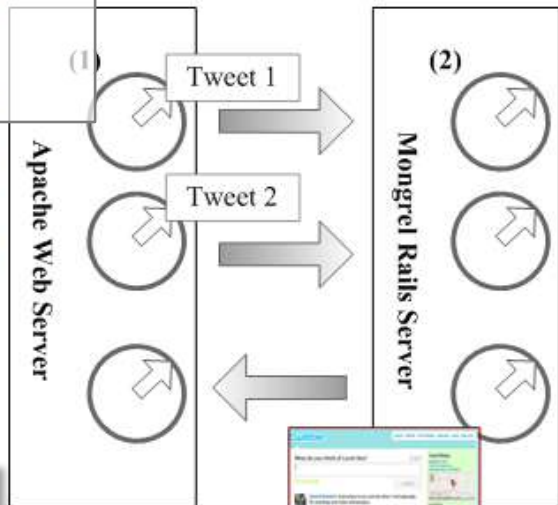 (1)
Tweet 1
(2)
Apache Web Server
Mongrel Rails Server
Tweet 2